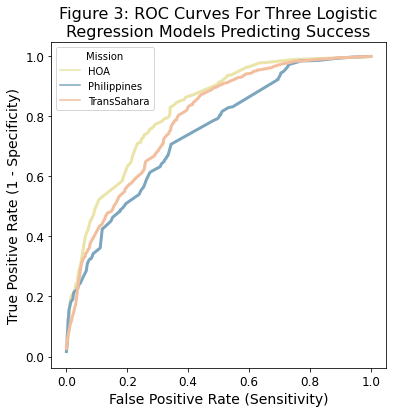 Figure 3: ROC Curves For Three Logistic
Regression Models Predicting Success
Mission
HOA
Philippines
TransSahara
True Positive Rate (1 - Specificity)
1.0
0.8
0.6
0.4
0.2
0.0
0.0 0.2 0.4 0.6 0.8 1.0
False Positive Rate (Sensitivity)